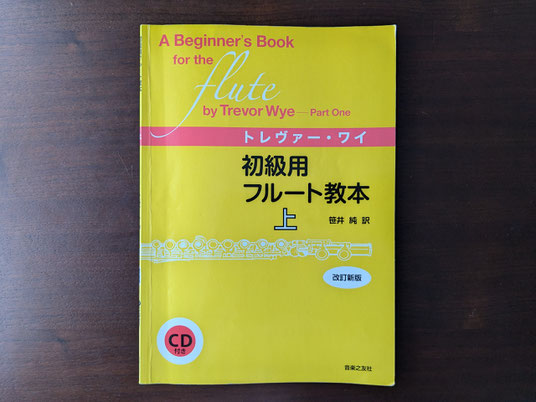 A Beginner's Book
for the
flute
by Trevor Wye—Part One
トレヴァー・ワイ
初級用
フルート教本
上
笹井 純 訳
改訂新版
CD
付き
音楽之友社